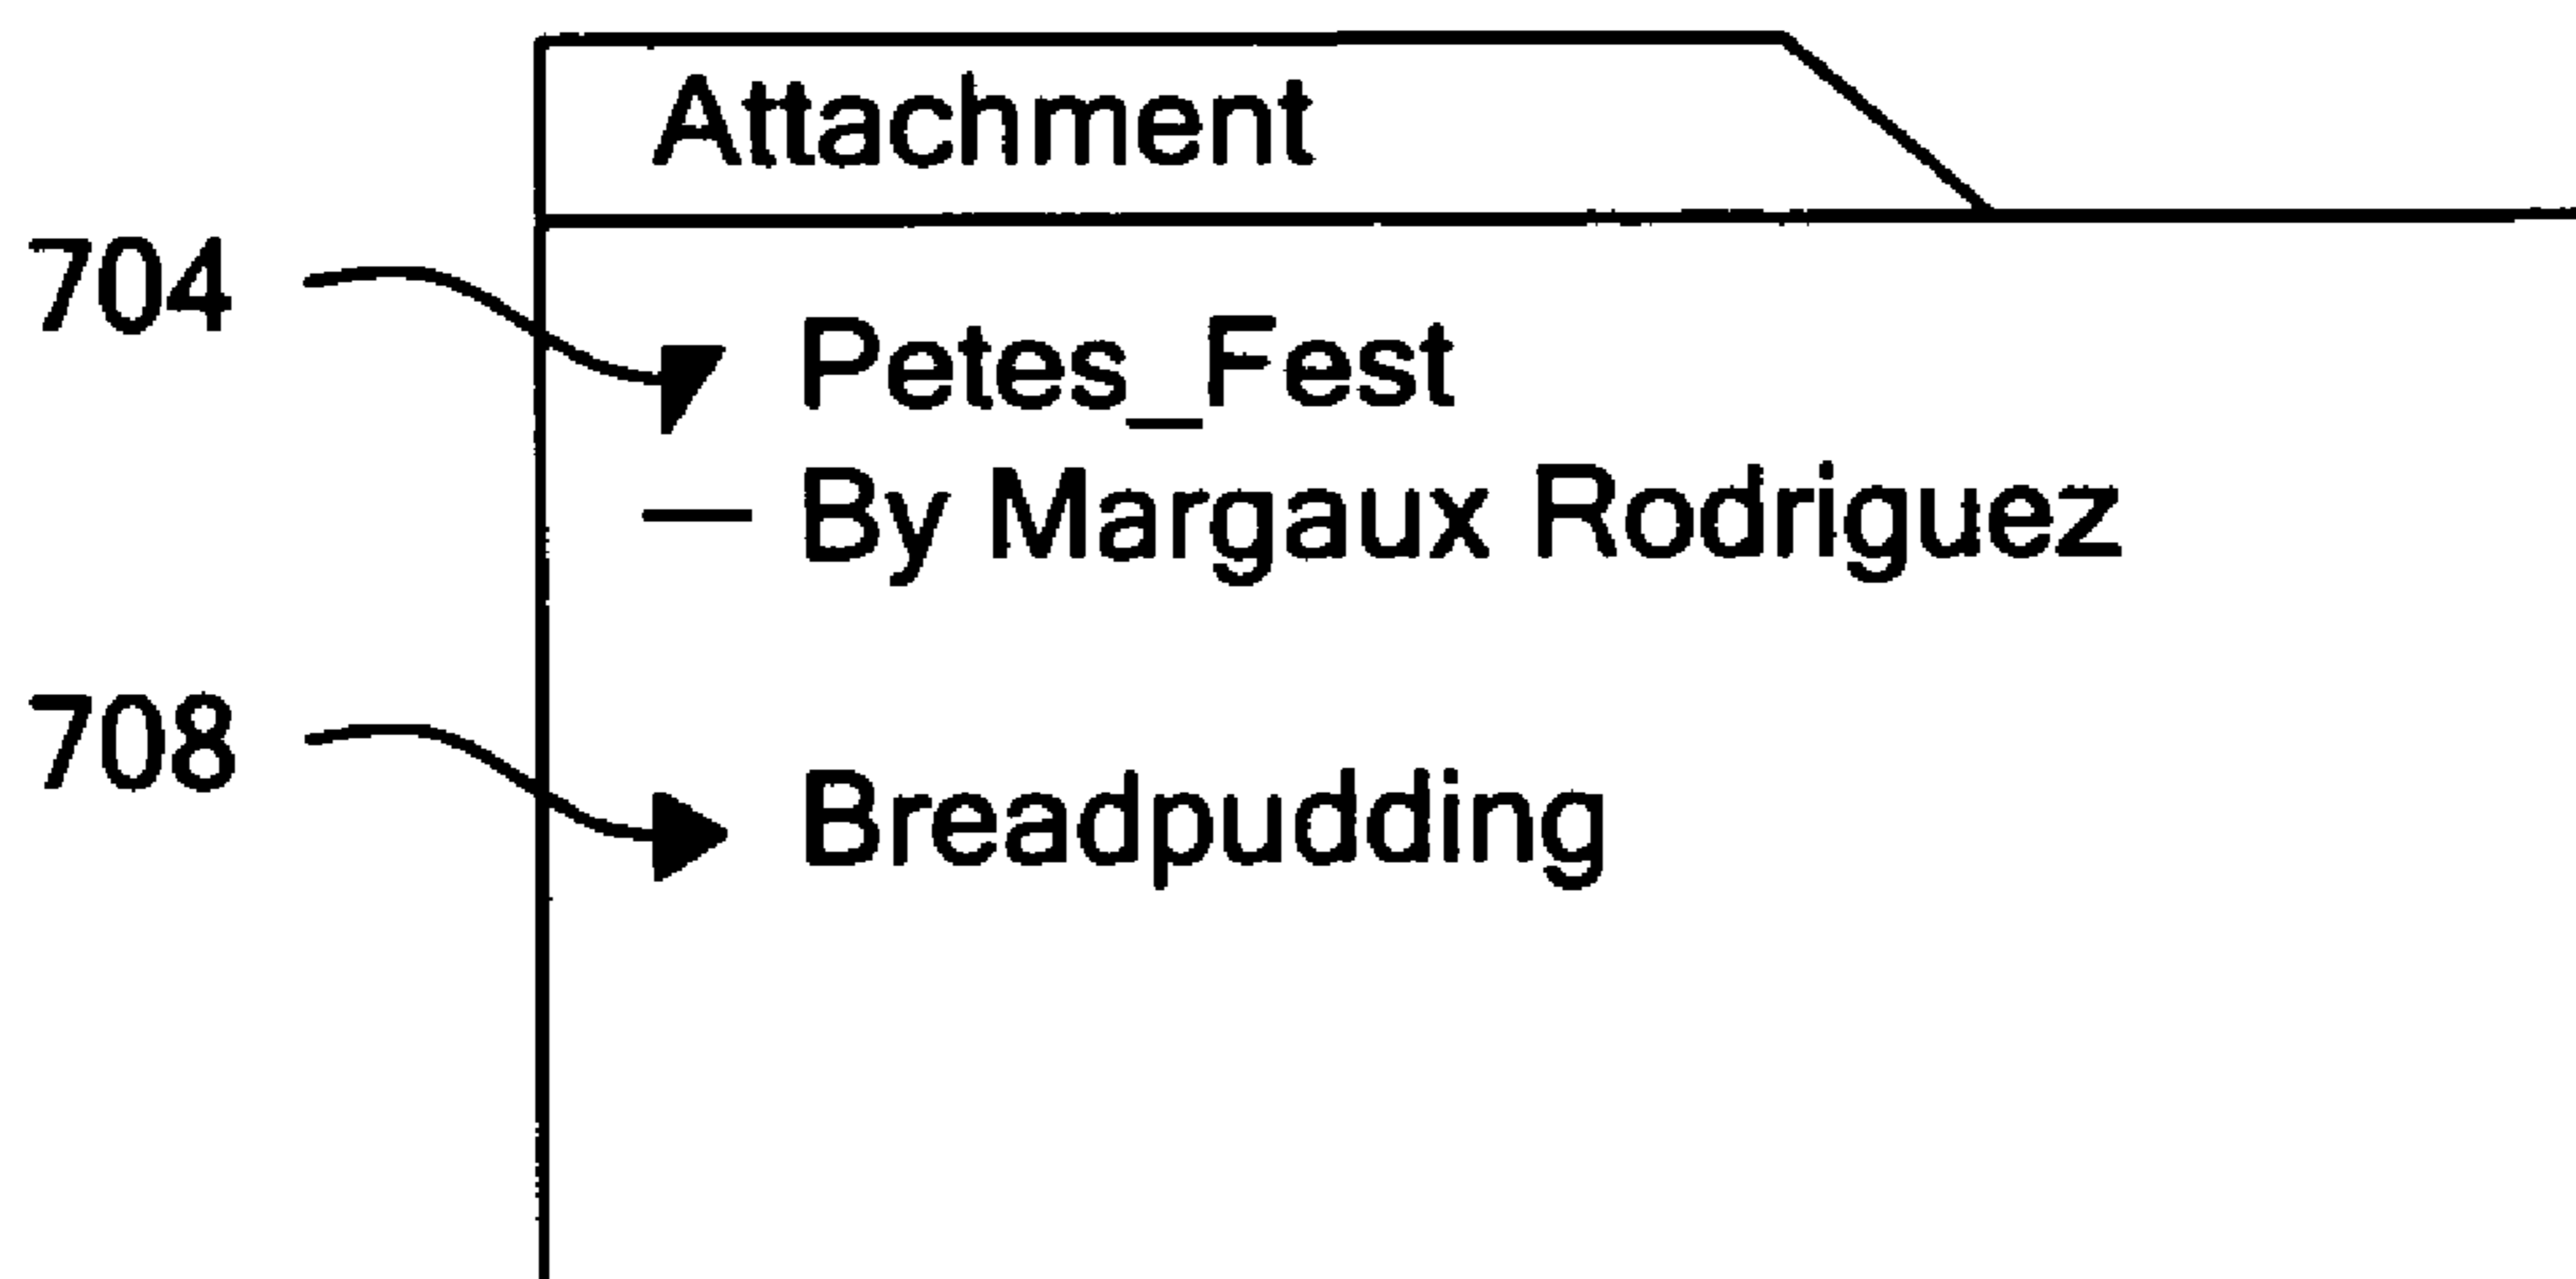 Attachment
704
Petes_Fest
— By Margaux Rodriguez
708
Breadpudding